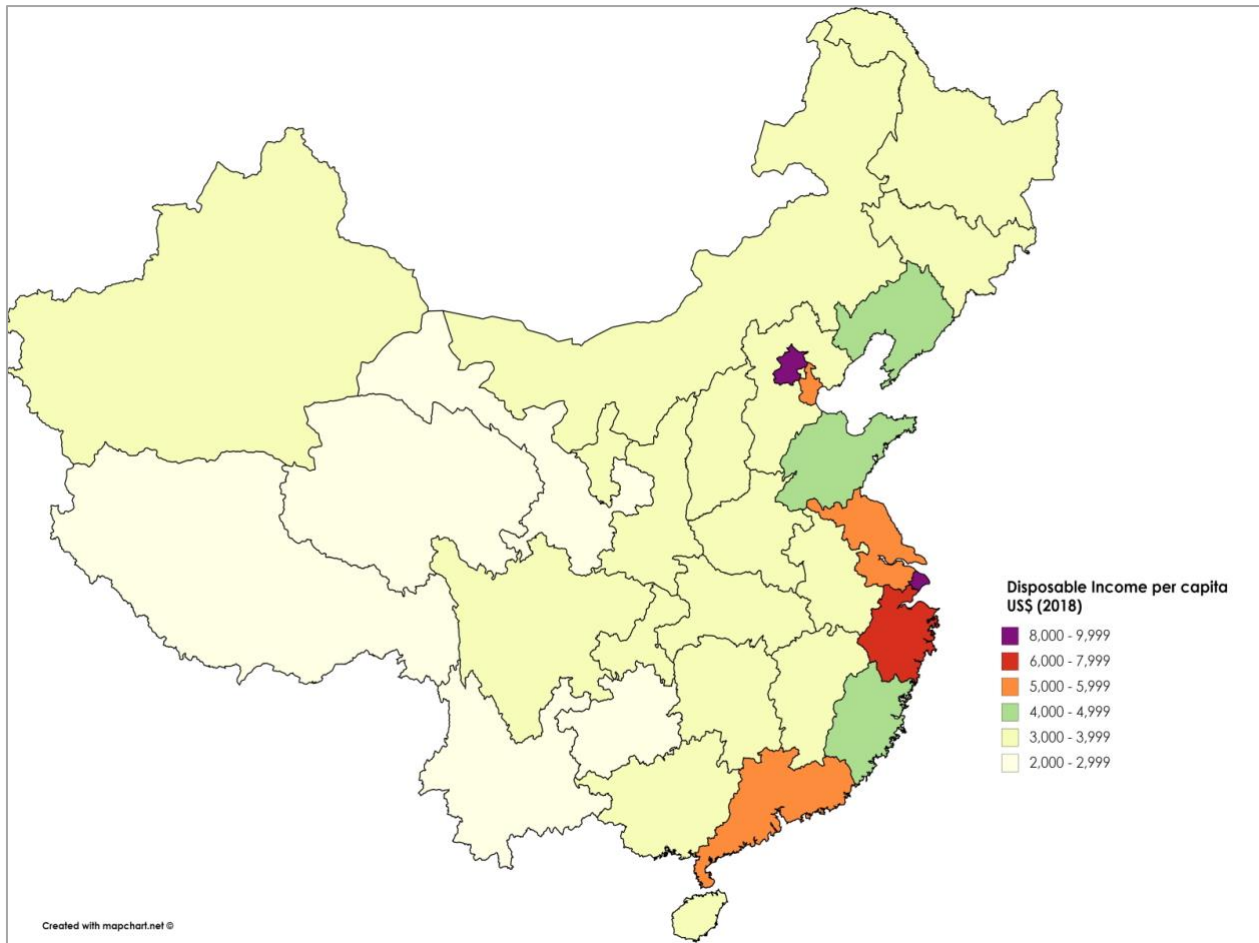 Disposable Income per capita
US$ (2018)
8,000 - 9,999
6,000 - 7,999
5,000 - 5,999
4,000 - 4,999
3,000 - 3,999
2,000 - 2,999
Created with mapchart.net ©